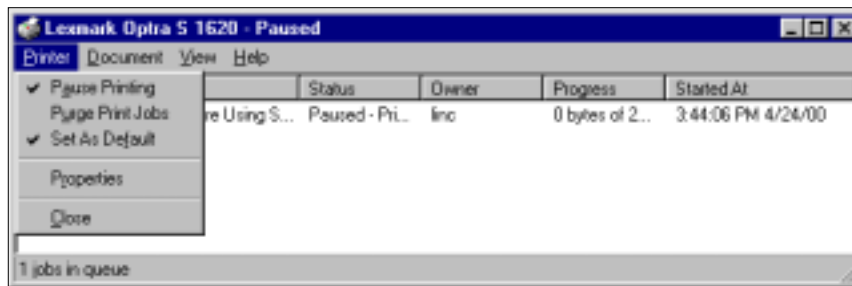 Lexmark Optra S 1620 - Paused
Printer Document View Help
Pause Printing Status Owner Progress Started At
Purge Print Jobs re Using S... Paused - Pri... linc 0 bytes of 2... 3:44:06 PM 4/24/00
Set As Default
Properties
Close
1 jobs in queue